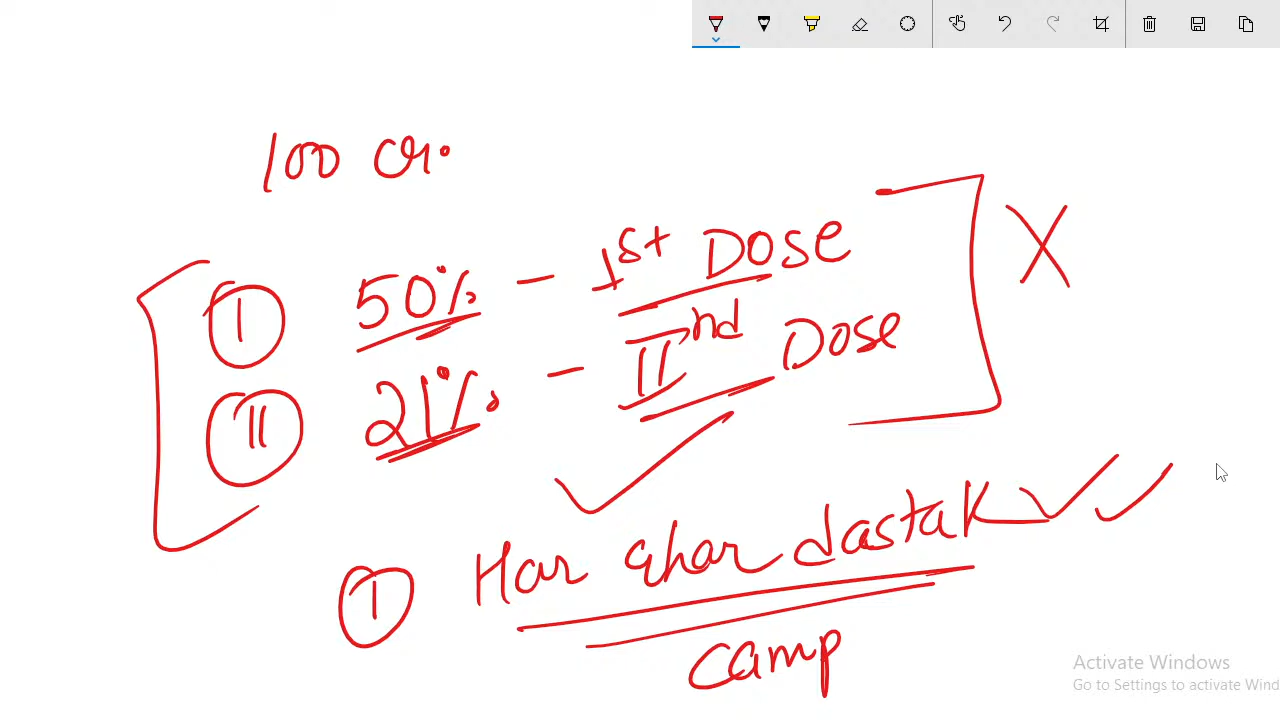 100 Cr.
I 50% - 1st DOSE
II 21% - IInd DOSE
X
I Har ghar dastak
camp
Activate Windows
Go to Settings to activate Wind